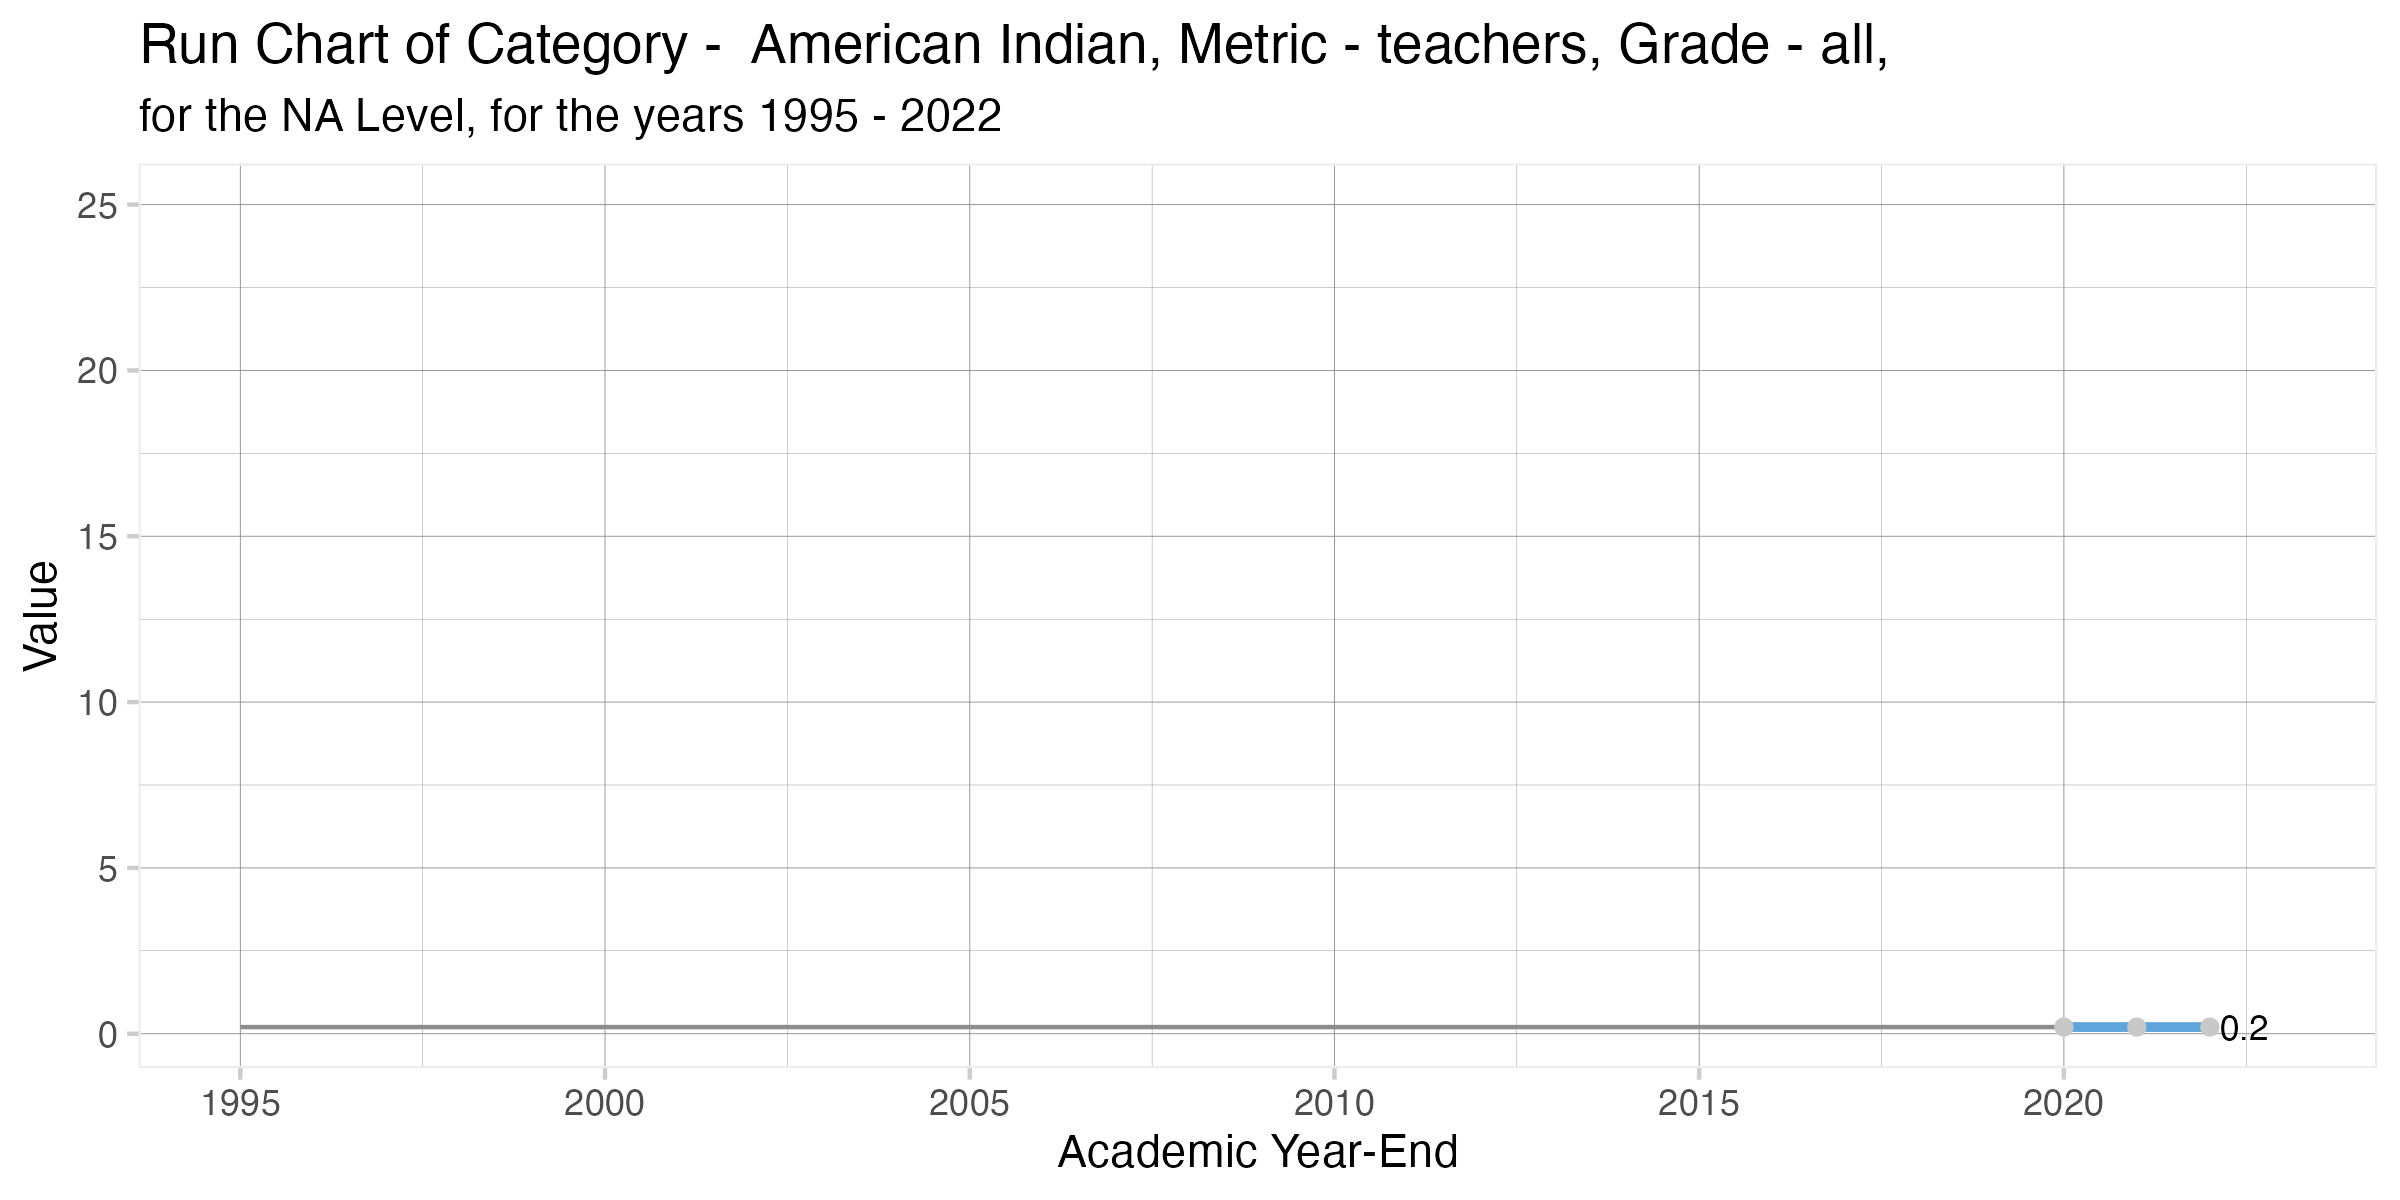 Run Chart of Category -  American Indian, Metric - teachers, Grade - all,
for the NA Level, for the years 1995 - 2022
25
20
15
10
5
0
Value
0.2
1995 2000 2005 2010 2015 2020
Academic Year-End